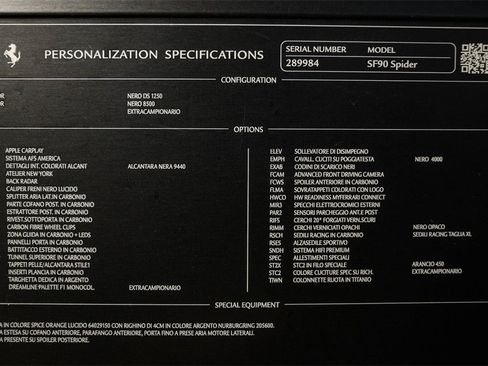 PERSONALIZATION SPECIFICATIONS
SERIAL NUMBER MODEL
289984 SF90 Spider
CONFIGURATION
OR NERO DS 1250
OR NERO 8500
EXTRACAMPIONARIO
OPTIONS
APPLE CARPLAY
SISTEMA AFS AMERICA
DETTAGLI INT. COLORATI ALCANT ALCANTARA NERA 9440
ATELIER NEW YORK
BACK RADAR
CALIPER FRENI NERO LUCIDO
SPLITTER ARIA LAT.IN CARBONIO
PARTE COFANO POST. IN CARBONIO
ESTRATTORE POST. IN CARBONIO
RIVEST.SOTTOPORTA IN CARBONIO
CARBON FIBRE WHEEL CUPS
ZONA GUIDA IN CARBONIO + LEDS
PANNELLI PORTA IN CARBONIO
BATTITACCO ESTERNO IN CARBONIO
TUNNEL SUPERIORE IN CARBONIO
TAPPETI PELLE/ALCANTARA STILE1
INSERTI PLANCIA IN CARBONIO
TARGHETTA DEDICA IN ARGENTO
DREAMLINE PALETTE F1 MONOCOL. EXTRACAMPIONARIO
ELEV SOLLEVATORE DI DISIMPEGNO
EMPH CAVALL. CUCITI SU POGGIATESTA NERO 4000
EXAB CODINI DI SCARICO NERI
FCAM ADVANCED FRONT DRIVING CAMERA
FCWS SPOILER ANTERIORE IN CARBONIO
FLMA SOVRATAPPETI COLORATI CON LOGO
HWCO HW READINESS MYFERRARI CONNECT
MIR3 SPECCHI ELETTROCROMICI ESTERNI
PAR2 SENSORI PARCHEGGIO ANT.E POST
RIFS CERCHI 20" FORGIATI VERN.SCURI
RIMM CERCHI VERNICIATI OPACHI NERO OPACO
RSCH SEDILI RACING IN CARBONIO SEDILI RACING TAGLIA XL
RSES ALZASEDILE SPORTIVO
SNDH SISTEMA HIFI PREMIUM
SPEC ALLESTIMENTI SPECIALI
ST2X STC2 IN FILO SPECIALE ARANCIO 450
STC2 COLORE CUCITURE SPEC SU RICH. EXTRACAMPIONARIO
TIWN COLONNETTE RUOTA IN TITANIO
SPECIAL EQUIPMENT
A IN COLORE SPICE ORANGE LUCIDO 64029150 CON RIGHINO DI 4CM IN COLORE ARGENTO NURBURGRING 205600.
A ESTESA SU COFANO ANTERIORE, PARAFANGO ANTERIORE, PORTA FINO A PRESE ARIA MOTORE LATERALI.
A PRESENTE SU SPOILER POSTERIORE.